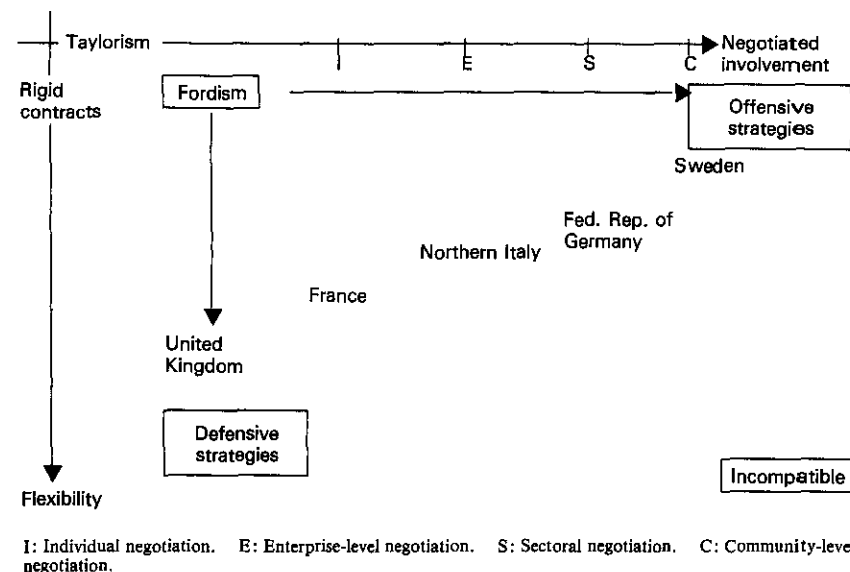 Taylorism
Negotiated
involvement
I E S C
Rigid
contracts
Fordism
Offensive
strategies
Sweden
Fed. Rep. of
Germany
Northern Italy
France
United
Kingdom
Defensive
strategies
Incompatible
Flexibility
I: Individual negotiation. E: Enterprise-level negotiation. S: Sectoral negotiation. C: Community-leve
negotiation.